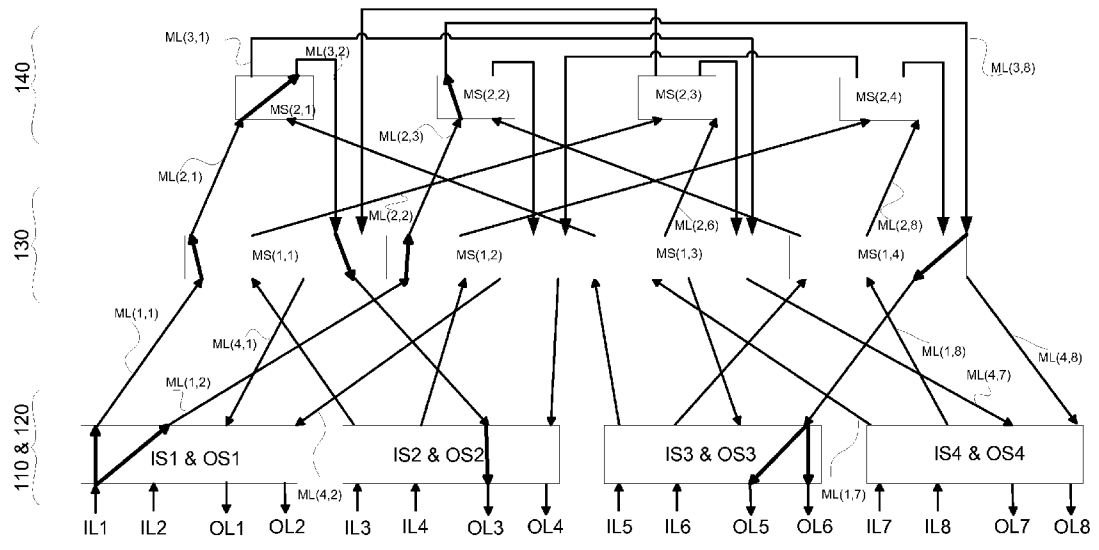 ML(3,1)
ML(3,2)
ML(3,8)
140
MS(2,1)
MS(2,2)
MS(2,3)
MS(2,4)
ML(2,3)
ML(2,1)
ML(2,2)
ML(2,6)
ML(2,8)
130
MS(1,1)
MS(1,2)
MS(1,3)
MS(1,4)
ML(1,1)
ML(4,1)
ML(1,8)
ML(4,8)
ML(1,2)
ML(4,7)
110 & 120
IS1 & OS1
IS2 & OS2
IS3 & OS3
IS4 & OS4
ML(4,2)
ML(1,7)
IL1 IL2 OL1 OL2 IL3 IL4 OL3 OL4 IL5 IL6 OL5 OL6 IL7 IL8 OL7 OL8